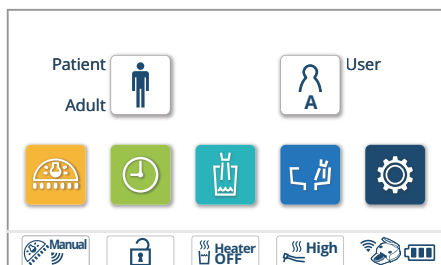 Patient
User
Adult
A
Manual
Heater
OFF
High